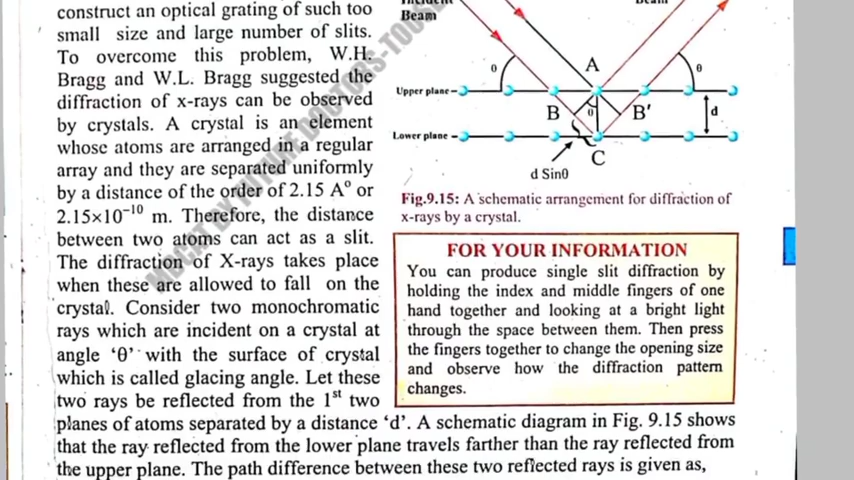 construct an optical grating of such too
small size and large number of slits.
To overcome this problem, W.H.
Bragg and W.L. Bragg suggested the
diffraction of x-rays can be observed
by crystals. A crystal is an element
whose atoms are arranged in a regular
array and they are separated uniformly
by a distance of the order of 2.15 A° or
2.15×10⁻¹⁰ m. Therefore, the distance
between two atoms can act as a slit.
The diffraction of X-rays takes place
when these are allowed to fall on the
crystal. Consider two monochromatic
rays which are incident on a crystal at
angle ‘θ’ with the surface of crystal
which is called glacing angle. Let these
two rays be reflected from the 1st two
planes of atoms separated by a distance ‘d’. A schematic diagram in Fig. 9.15 shows
that the ray reflected from the lower plane travels farther than the ray reflected from
the upper plane. The path difference between these two reflected rays is given as,
Beam
Beam
θ
A
θ
Upper plane
B
θ
B′
d
Lower plane
C
d Sinθ
Fig.9.15: A schematic arrangement for diffraction of
x-rays by a crystal.
FOR YOUR INFORMATION
You can produce single slit diffraction by
holding the index and middle fingers of one
hand together and looking at a bright light
through the space between them. Then press
the fingers together to change the opening size
and observe how the diffraction pattern
changes.